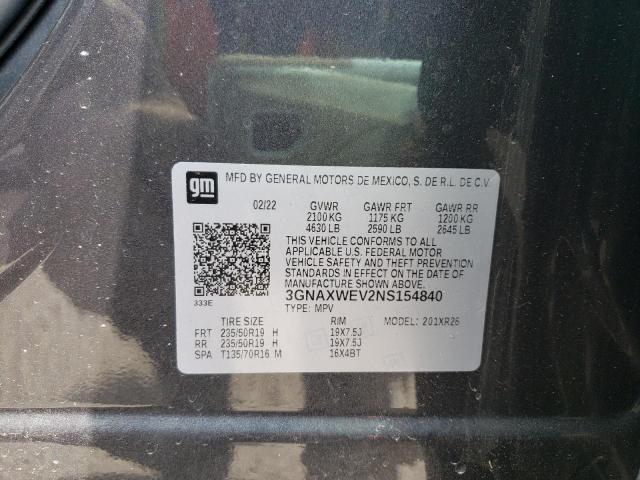 gm
MFD BY GENERAL MOTORS DE MEXICO, S. DE R.L. DE C.V.
02/22 GVWR GAWR FRT GAWR RR
2100 KG 1175 KG 1200 KG
4630 LB 2590 LB 2645 LB
THIS VEHICLE CONFORMS TO ALL
APPLICABLE U.S. FEDERAL MOTOR
VEHICLE SAFETY AND THEFT PREVENTION
STANDARDS IN EFFECT ON THE DATE OF
MANUFACTURE SHOWN ABOVE.
333E
3GNAXWEV2NS154840
TYPE: MPV
TIRE SIZE RIM MODEL: 201XR26
FRT 235/50R19 H 19X7.5J
RR 235/50R19 H 19X7.5J
SPA T135/70R16 M 16X4BT